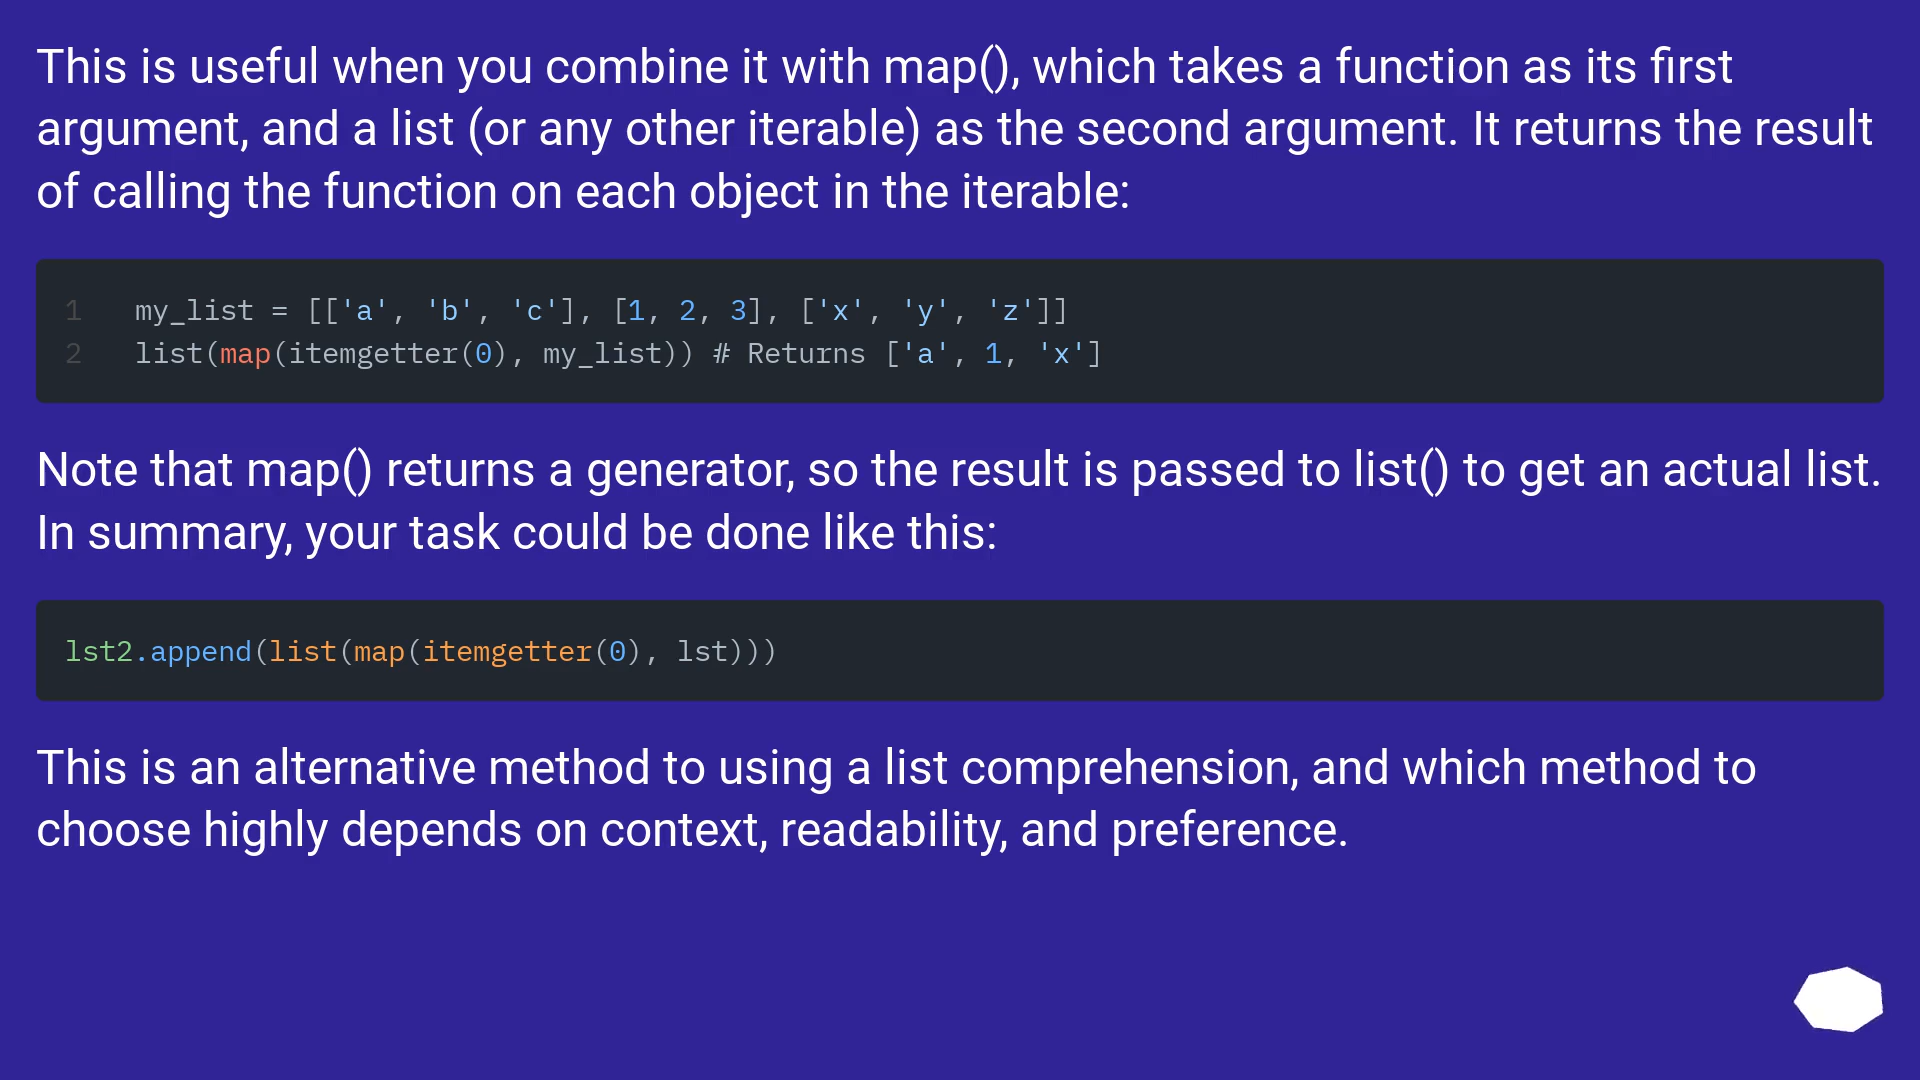 This is useful when you combine it with map(), which takes a function as its first
argument, and a list (or any other iterable) as the second argument. It returns the result
of calling the function on each object in the iterable:
1 my_list = [['a', 'b', 'c'], [1, 2, 3], ['x', 'y', 'z']]
2 list(map(itemgetter(0), my_list)) # Returns ['a', 1, 'x']
Note that map() returns a generator, so the result is passed to list() to get an actual list.
In summary, your task could be done like this:
lst2.append(list(map(itemgetter(0), lst)))
This is an alternative method to using a list comprehension, and which method to
choose highly depends on context, readability, and preference.